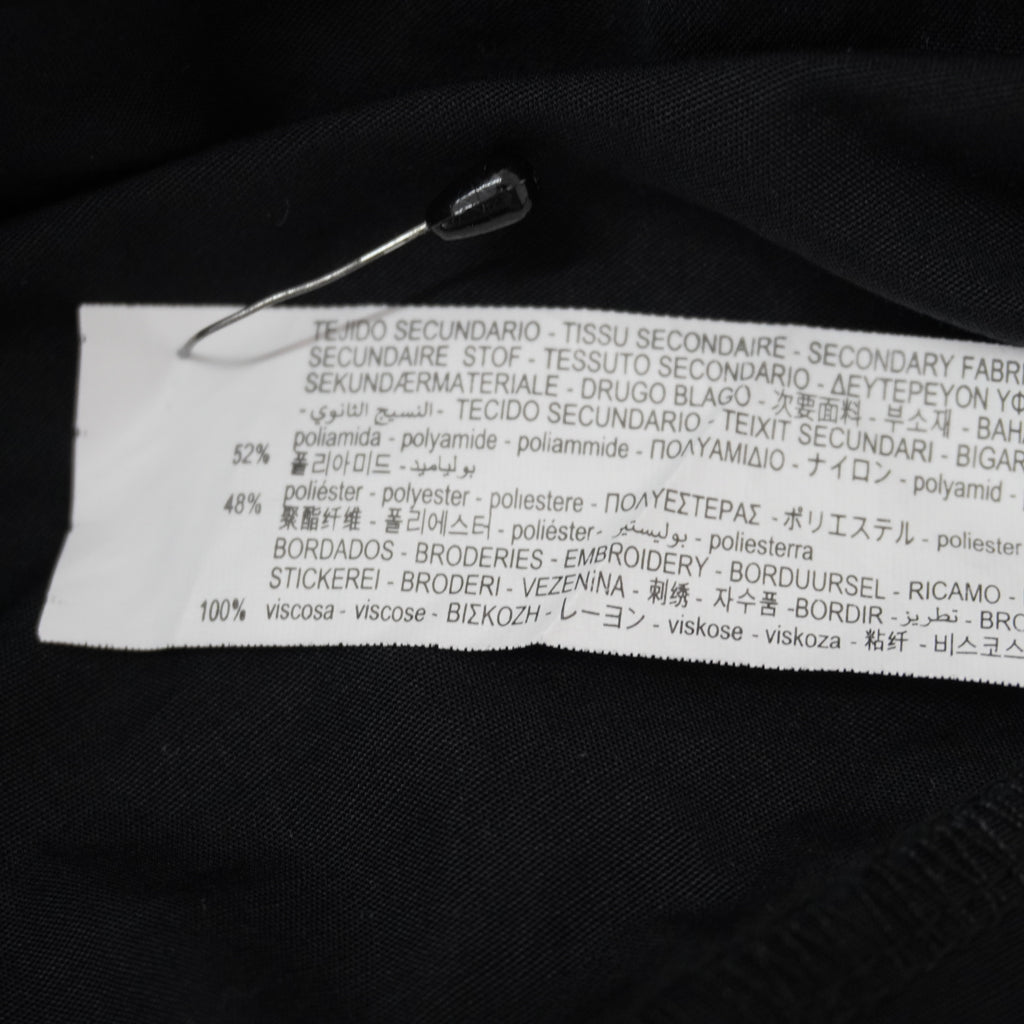 TEJIDO SECUNDARIO - TISSU SECONDAIRE - SECONDARY FABRI
SECUNDAIRE STOF - TESSUTO SECONDARIO - ΔΕΥΤΕΡΕΥΟΝ ΥΦ
SEKUNDÆRMATERIALE - DRUGO BLAGO - 次要面料 - 부소재 - BAHA
- النسيج الثانوي - TECIDO SECUNDARIO - TEIXIT SECUNDARI - BIGAR
52% poliamida - polyamide - poliammide - ΠΟΛΥΑΜΙΔΙΟ - ナイロン - polyamid -
폴리아미드 - بولياميد
48% poliéster - polyester - poliestere - ΠΟΛΥΕΣΤΕΡΑΣ - ポリエステル - poliester
聚酯纤维 - 폴리에스터 - poliéster - بوليستير - poliesterra
BORDADOS - BRODERIES - EMBROIDERY - BORDUURSEL - RICAMO -
STICKEREI - BRODERI - VEZENiNA - 刺绣 - 자수품 -BORDIR - تطريز - BRO
100% viscosa - viscose - ΒΙΣΚΟΖΗ - レーヨン - viskose - viskoza - 粘纤 - 비스코스